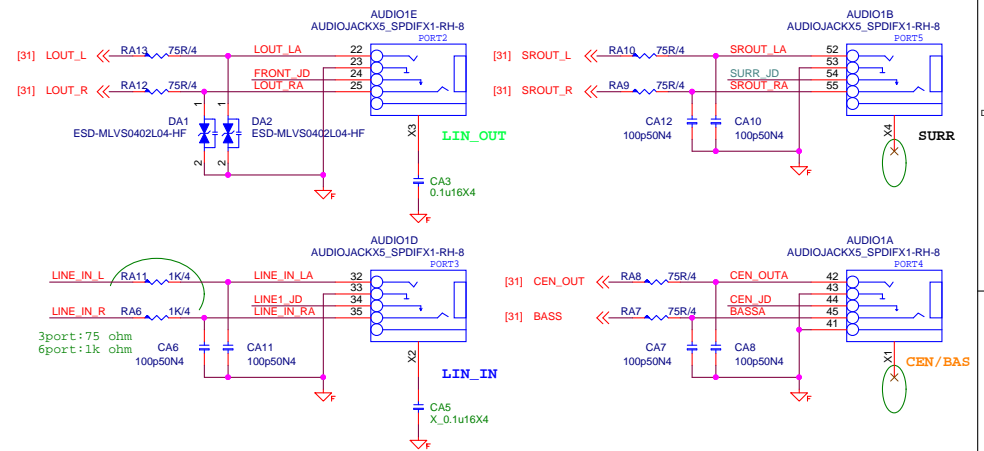 AUDIO1E
AUDIOJACKX5_SPDIFX1-RH-8
PORT2
[31] LOUT_L RA13 75R/4 LOUT_LA 22
23
FRONT_JD 24
[31] LOUT_R RA12 75R/4 LOUT_RA 25
1 1
DA1 DA2
ESD-MLVS0402L04-HF ESD-MLVS0402L04-HF
2 2
X3
LIN_OUT
CA3
0.1u16X4
F
F
AUDIO1B
AUDIOJACKX5_SPDIFX1-RH-8
PORT5
[31] SROUT_L RA10 75R/4 SROUT_LA 52
53
SURR_JD 54
[31] SROUT_R RA9 75R/4 SROUT_RA 55
CA12 CA10
100p50N4 100p50N4
X4
SURR
F
AUDIO1D
AUDIOJACKX5_SPDIFX1-RH-8
PORT3
LINE_IN_L RA11 1K/4 LINE_IN_LA 32
33
LINE1_JD 34
LINE_IN_R RA6 1K/4 LINE_IN_RA 35
3port:75 ohm
6port:1k ohm
CA6 CA11
100p50N4 100p50N4
X2
LIN_IN
F
CA5
X_0.1u16X4
F
AUDIO1A
AUDIOJACKX5_SPDIFX1-RH-8
PORT4
[31] CEN_OUT RA8 75R/4 CEN_OUTA 42
43
CEN_JD 44
[31] BASS RA7 75R/4 BASSA 45
41
CA7 CA8
100p50N4 100p50N4
X1
CEN/BAS
F